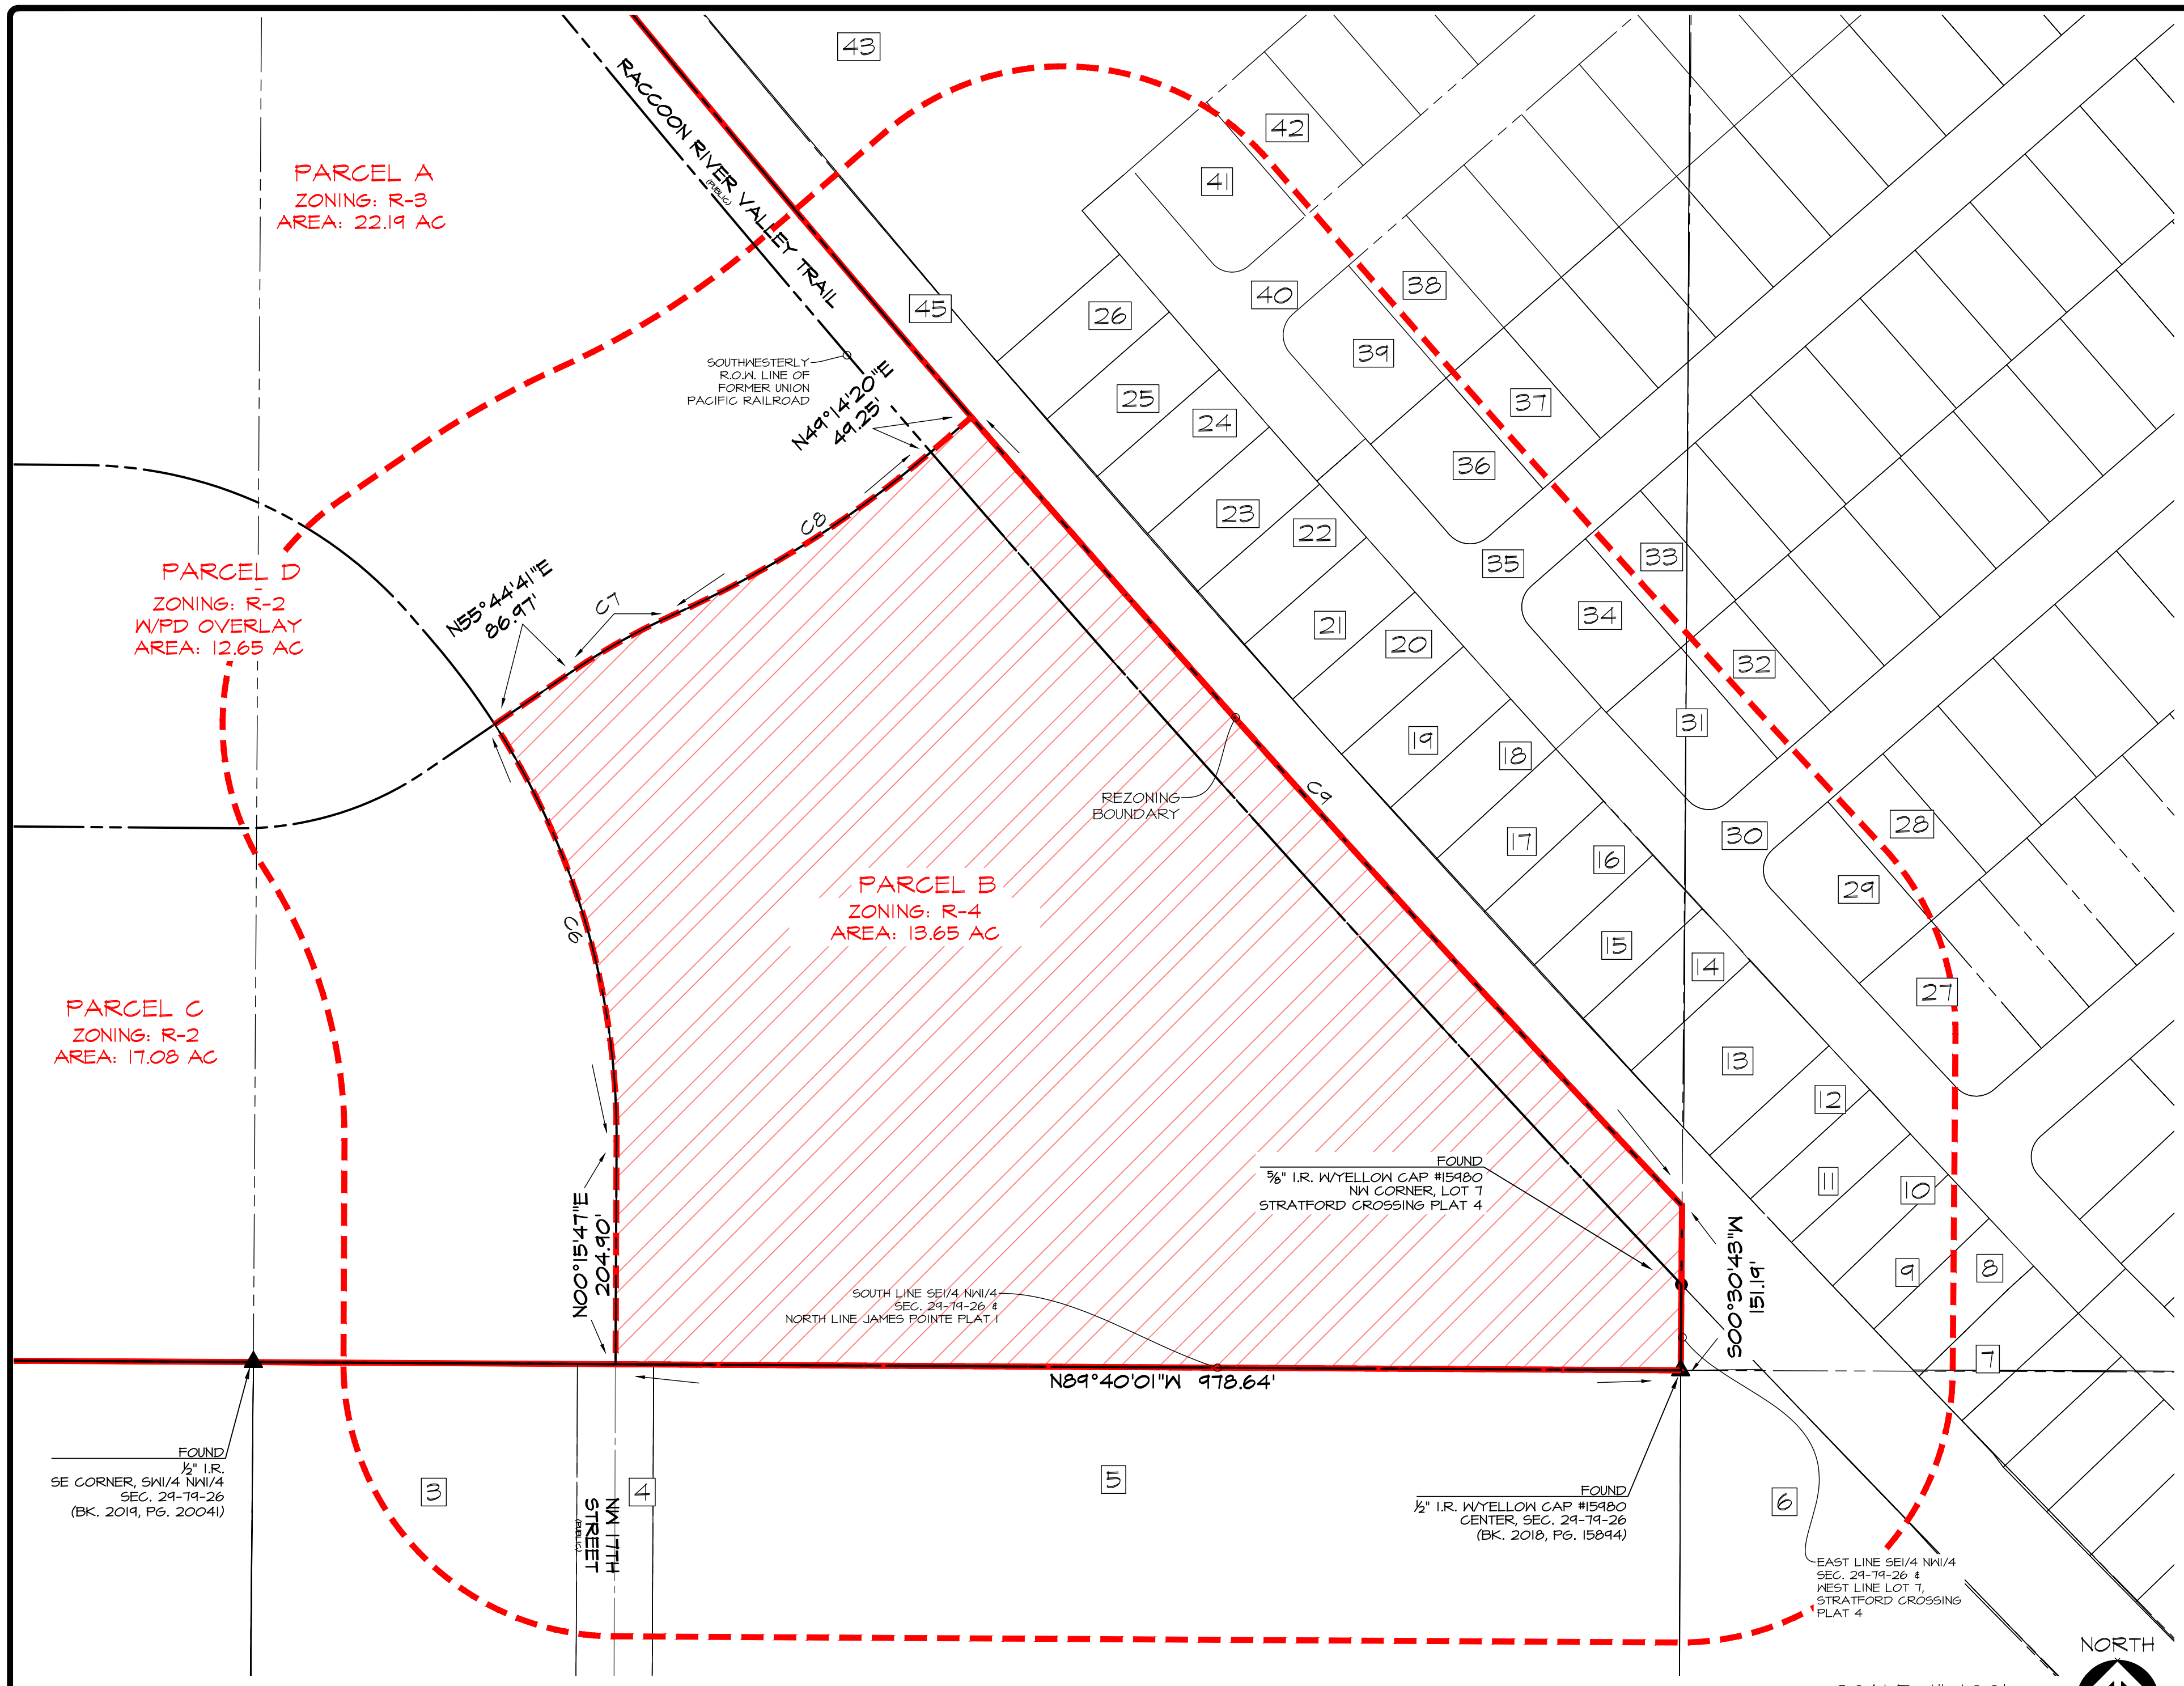 43
42
41
40
39
38
37
36
35
34
33
32
31
30
29
28
27
45
26
25
24
23
22
21
20
19
18
17
16
15
14
13
12
11
10
9
8
7
6
5
4
3
RACCOON RIVER VALLEY TRAIL
(PUBLIC)
PARCEL A
ZONING: R-3
AREA: 22.19 AC
SOUTHWESTERLY
R.O.W. LINE OF
FORMER UNION
PACIFIC RAILROAD
N49°14'20"E
49.25'
C8
C7
N55°44'41"E
86.97'
PARCEL D
ZONING: R-2
W/PD OVERLAY
AREA: 12.65 AC
REZONING
BOUNDARY
C9
PARCEL B
ZONING: R-4
AREA: 13.65 AC
C6
PARCEL C
ZONING: R-2
AREA: 17.08 AC
FOUND
5/8" I.R. W/YELLOW CAP #15980
NW CORNER, LOT 7
STRATFORD CROSSING PLAT 4
N00°15'47"E
204.90'
S00°30'43"W
151.19'
SOUTH LINE SE1/4 NW1/4
SEC. 29-79-26 &
NORTH LINE JAMES POINTE PLAT 1
N89°40'01"W 978.64'
FOUND
1/2" I.R.
SE CORNER, SW1/4 NW1/4
SEC. 29-79-26
(BK. 2019, PG. 20041)
NW 17TH
STREET
(PUBLIC)
FOUND
1/2" I.R. W/YELLOW CAP #15980
CENTER, SEC. 29-79-26
(BK. 2018, PG. 15894)
EAST LINE SE1/4 NW1/4
SEC. 29-79-26 &
WEST LINE LOT 7,
STRATFORD CROSSING
PLAT 4
NORTH